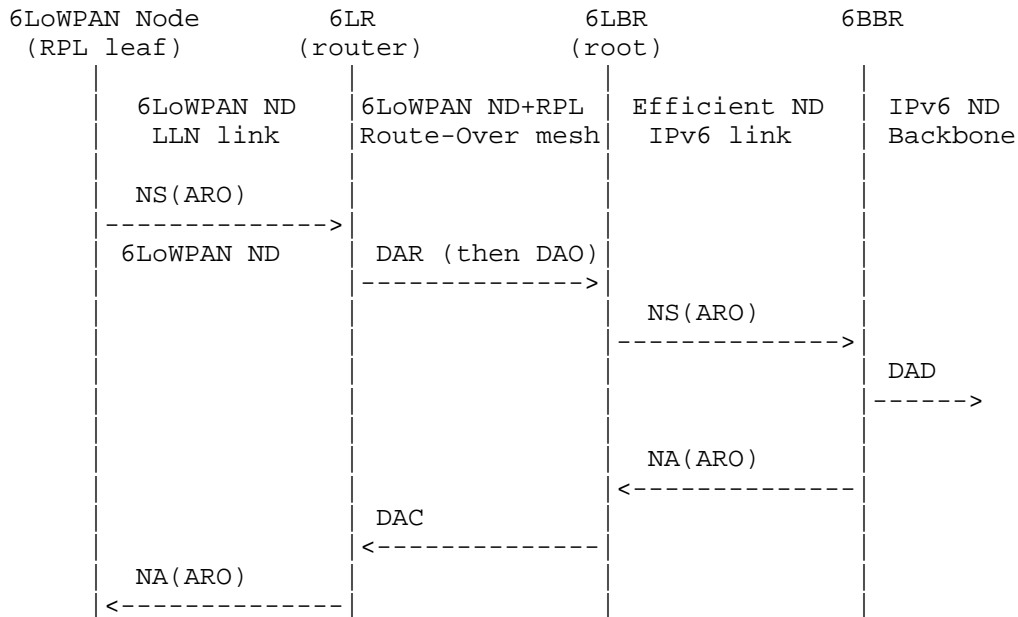 6LoWPAN Node 6LR 6LBR 6BBR
(RPL leaf) (router) (root)
6LoWPAN ND 6LoWPAN ND+RPL Efficient ND IPv6 ND
LLN link Route-Over mesh IPv6 link Backbone
NS(ARO)
6LoWPAN ND DAR (then DAO)
NS(ARO)
DAD
NA(ARO)
DAC
NA(ARO)